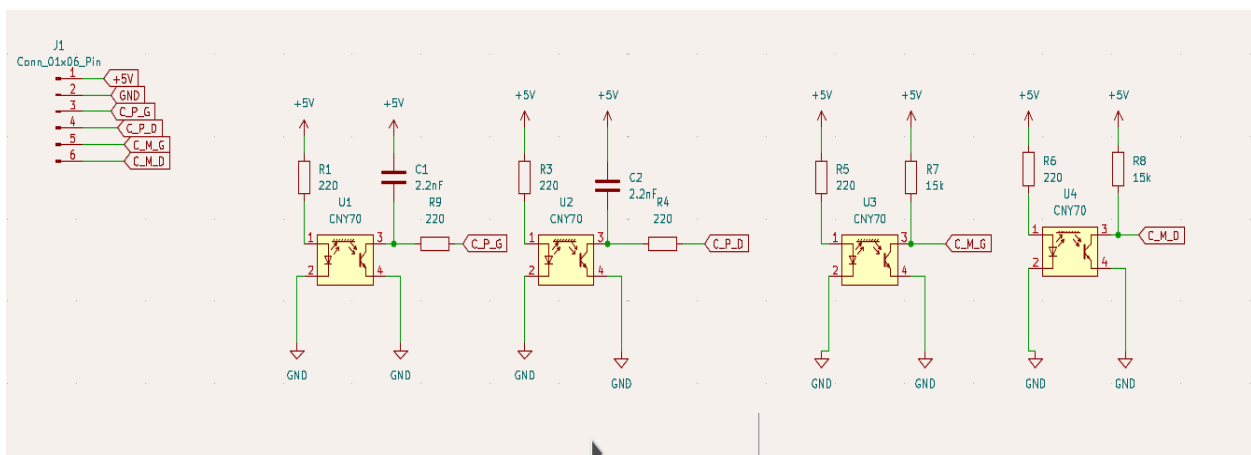 J1
Conn_01x06_Pin
1 +5V
2 GND
3 C_P_G
4 C_P_D
5 C_M_G
6 C_M_D
+5V
+5V
R1
220
C1
2.2nF
R9
220
U1
CNY70
1
3
2
4
C_P_G
GND
GND
+5V
+5V
R3
220
C2
2.2nF
R4
220
U2
CNY70
1
3
2
4
C_P_D
GND
GND
+5V
+5V
R5
220
R7
15k
U3
CNY70
1
3
2
4
C_M_G
GND
GND
+5V
+5V
R6
220
R8
15k
U4
CNY70
1
3
2
4
C_M_D
GND
GND